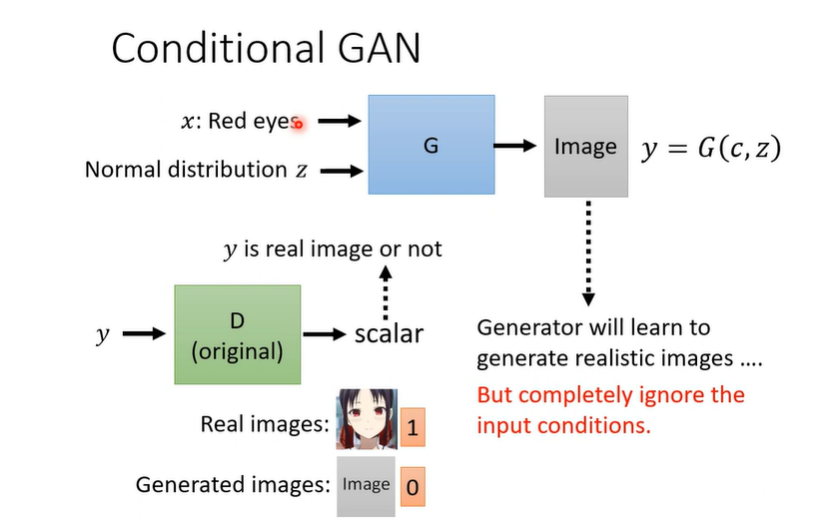 Conditional GAN
x: Red eyes
G
Image
y = G(c, z)
Normal distribution z
y is real image or not
y
D
(original)
scalar
Generator will learn to
generate realistic images ....
But completely ignore the
input conditions.
Real images:
1
Generated images:
Image
0